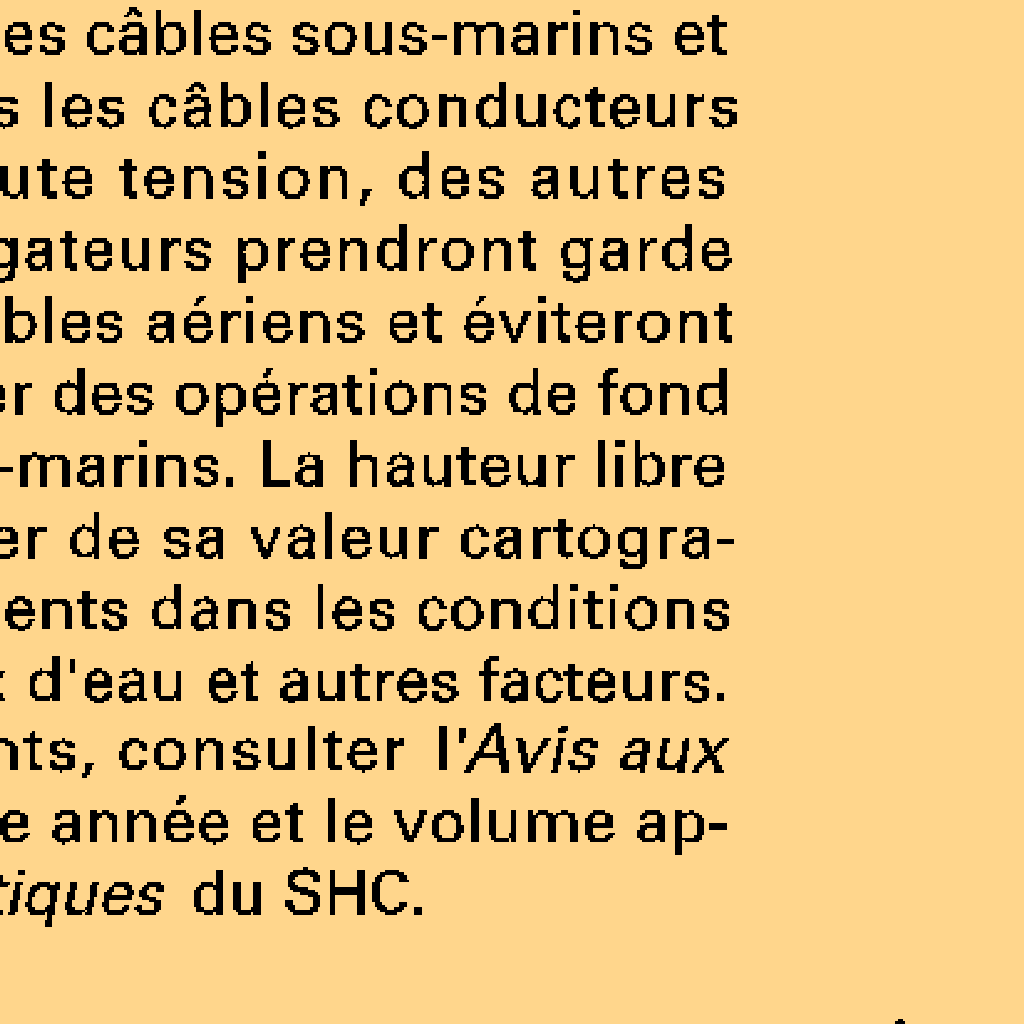 es câbles sous-marins et
s les câbles conducteurs
ute tension, des autres
gateurs prendront garde
bles aériens et éviteront
er des opérations de fond
-marins. La hauteur libre
er de sa valeur cartogra-
ents dans les conditions
x d'eau et autres facteurs.
nts, consulter l'Avis aux
e année et le volume ap-
tiques du SHC.